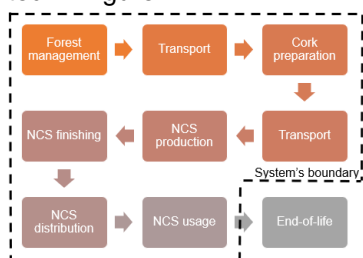 Forest
management
Transport
Cork
preparation
NCS finishing
NCS
production
Transport
System's boundary
NCS
distribution
NCS usage
End-of-life